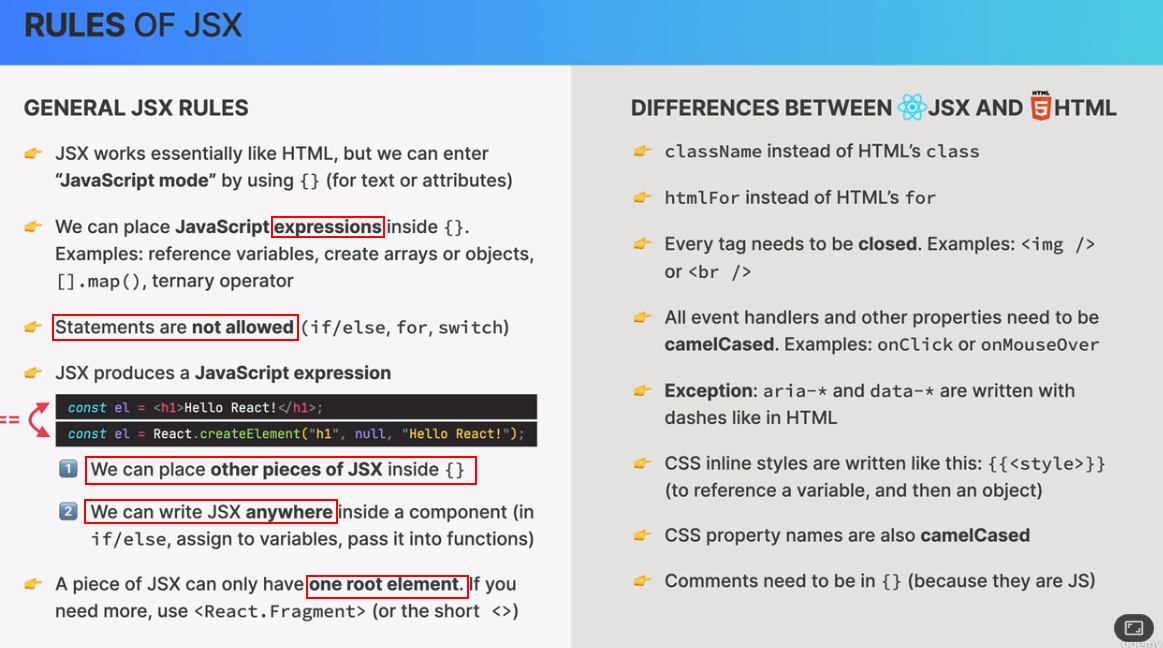 RULES OF JSX
GENERAL JSX RULES
JSX works essentially like HTML, but we can enter
“JavaScript mode” by using {} (for text or attributes)
We can place JavaScript expressions inside {}.
Examples: reference variables, create arrays or objects,
[].map(), ternary operator
Statements are not allowed (if/else, for, switch)
JSX produces a JavaScript expression
==
const el = <h1>Hello React!</h1>;
const el = React.createElement("h1", null, "Hello React!");
1 We can place other pieces of JSX inside {}
2 We can write JSX anywhere inside a component (in
if/else, assign to variables, pass it into functions)
A piece of JSX can only have one root element. If you
need more, use <React.Fragment> (or the short <>)
DIFFERENCES BETWEEN JSX AND HTML 5 HTML
className instead of HTML’s class
htmlFor instead of HTML’s for
Every tag needs to be closed. Examples: <img />
or <br />
All event handlers and other properties need to be
camelCased. Examples: onClick or onMouseOver
Exception: aria-* and data-* are written with
dashes like in HTML
CSS inline styles are written like this: {{<style>}}
(to reference a variable, and then an object)
CSS property names are also camelCased
Comments need to be in {} (because they are JS)
udemy